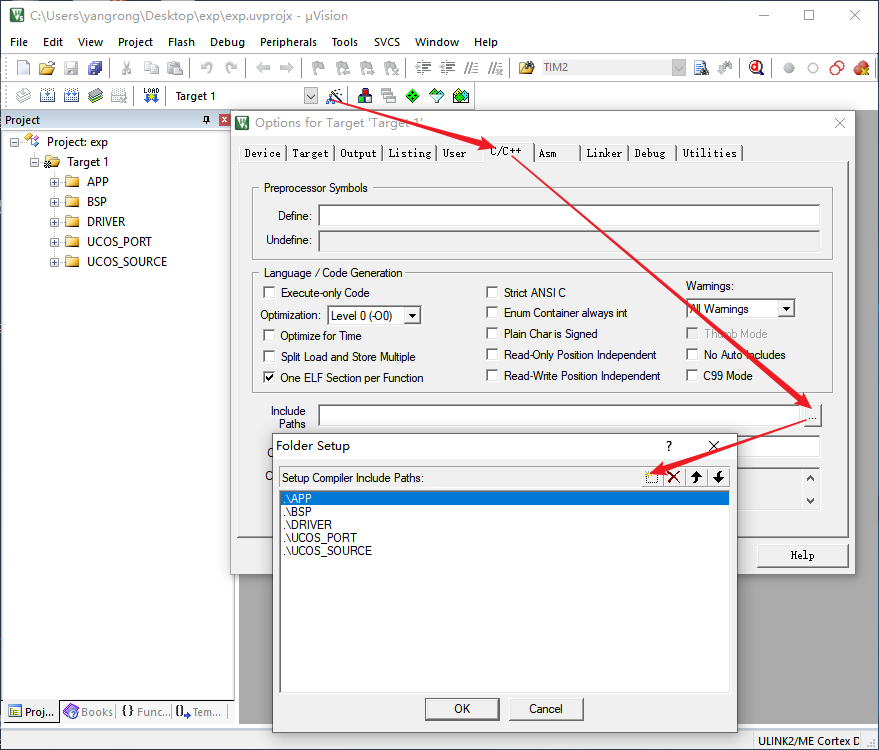 C:\Users\yangrong\Desktop\exp\exp.uvprojx - µVision
File Edit View Project Flash Debug Peripherals Tools SVCS Window Help
TIM2
LOAD Target 1
Project
Project: exp
Target 1
APP
BSP
DRIVER
UCOS_PORT
UCOS_SOURCE
Options for Target 'Target 1'
Device Target Output Listing User C/C++ Asm Linker Debug Utilities
Preprocessor Symbols
Define:
Undefine:
Language / Code Generation
Execute-only Code
Optimization: Level 0 (-O0)
Optimize for Time
Split Load and Store Multiple
One ELF Section per Function
Strict ANSI C
Enum Container always int
Plain Char is Signed
Read-Only Position Independent
Read-Write Position Independent
Warnings:
All Warnings
Thumb Mode
No Auto Includes
C99 Mode
Include
Paths
...
Folder Setup ?
Setup Compiler Include Paths:
.\APP
.\BSP
.\DRIVER
.\UCOS_PORT
.\UCOS_SOURCE
OK Cancel
Help
Proj... Books {} Func... Tem...
ULINK2/ME Cortex D